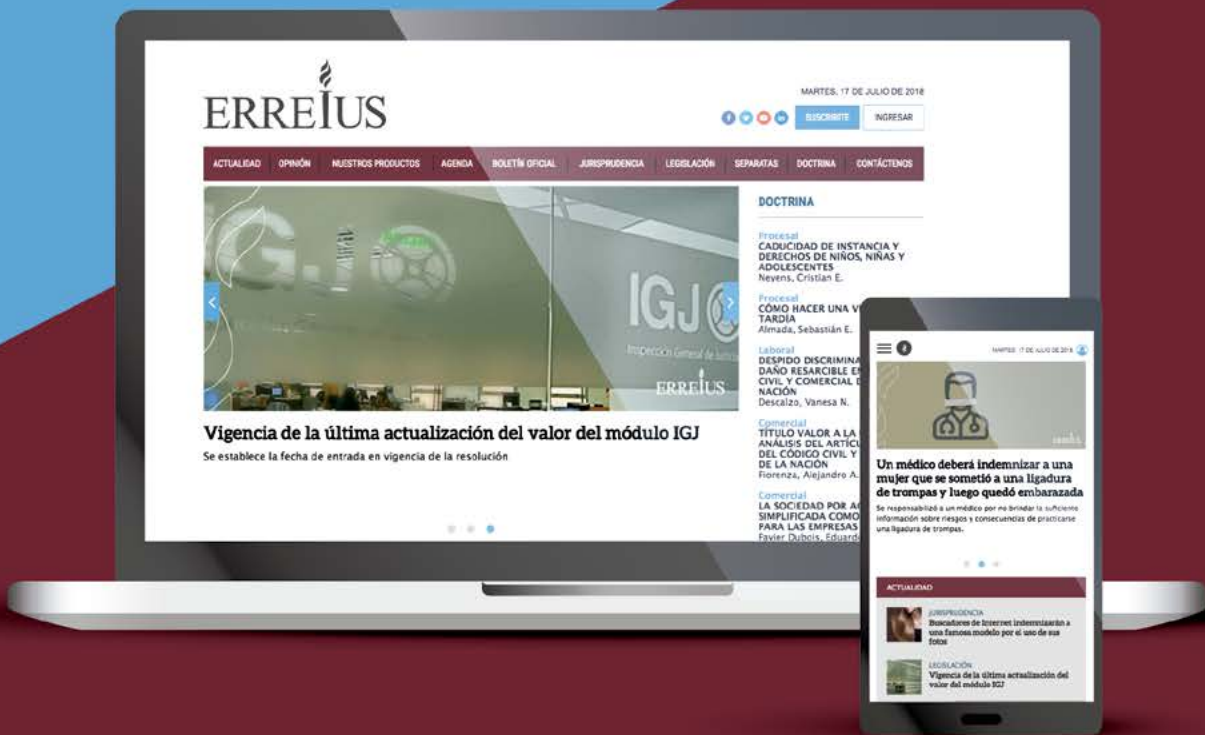 ERREIUS
MARTES, 17 DE JULIO DE 2018
SUSCRIBITE
INGRESAR
ACTUALIDAD OPINIÓN NUESTROS PRODUCTOS AGENDA BOLETÍN OFICIAL JURISPRUDENCIA LEGISLACIÓN SEPARATAS DOCTRINA CONTÁCTENOS
IGJ
IGJ
Inspección General de Justicia
ERREIUS
Vigencia de la última actualización del valor del módulo IGJ
Se establece la fecha de entrada en vigencia de la resolución
DOCTRINA
Procesal
CADUCIDAD DE INSTANCIA Y
DERECHOS DE NIÑOS, NIÑAS Y
ADOLESCENTES
Neyens, Cristian E.
Procesal
CÓMO HACER UNA V
TARDÍA
Almada, Sebastián E.
Laboral
DESPIDO DISCRIMINA
DAÑO RESARCIBLE E
CIVIL Y COMERCIAL D
NACIÓN
Descalzo, Vanesa N.
Comercial
TÍTULO VALOR A LA
ANÁLISIS DEL ARTÍCU
DEL CÓDIGO CIVIL Y
DE LA NACIÓN
Fiorenza, Alejandro A.
Comercial
LA SOCIEDAD POR A
SIMPLIFICADA COMO
PARA LAS EMPRESAS
Favier Dubois, Eduard
MARTES, 17 DE JULIO DE 2018
ERREIUS
Un médico deberá indemnizar a una
mujer que se sometió a una ligadura
de trompas y luego quedó embarazada
Se responsabilizó a un médico por no brindar la suficiente
información sobre riesgos y consecuencias de practicarse
una ligadura de trompas.
ACTUALIDAD
JURISPRUDENCIA
Buscadores de Internet indemnizarán a
una famosa modelo por el uso de sus
fotos
LEGISLACIÓN
Vigencia de la última actualización del
valor del módulo IGJ